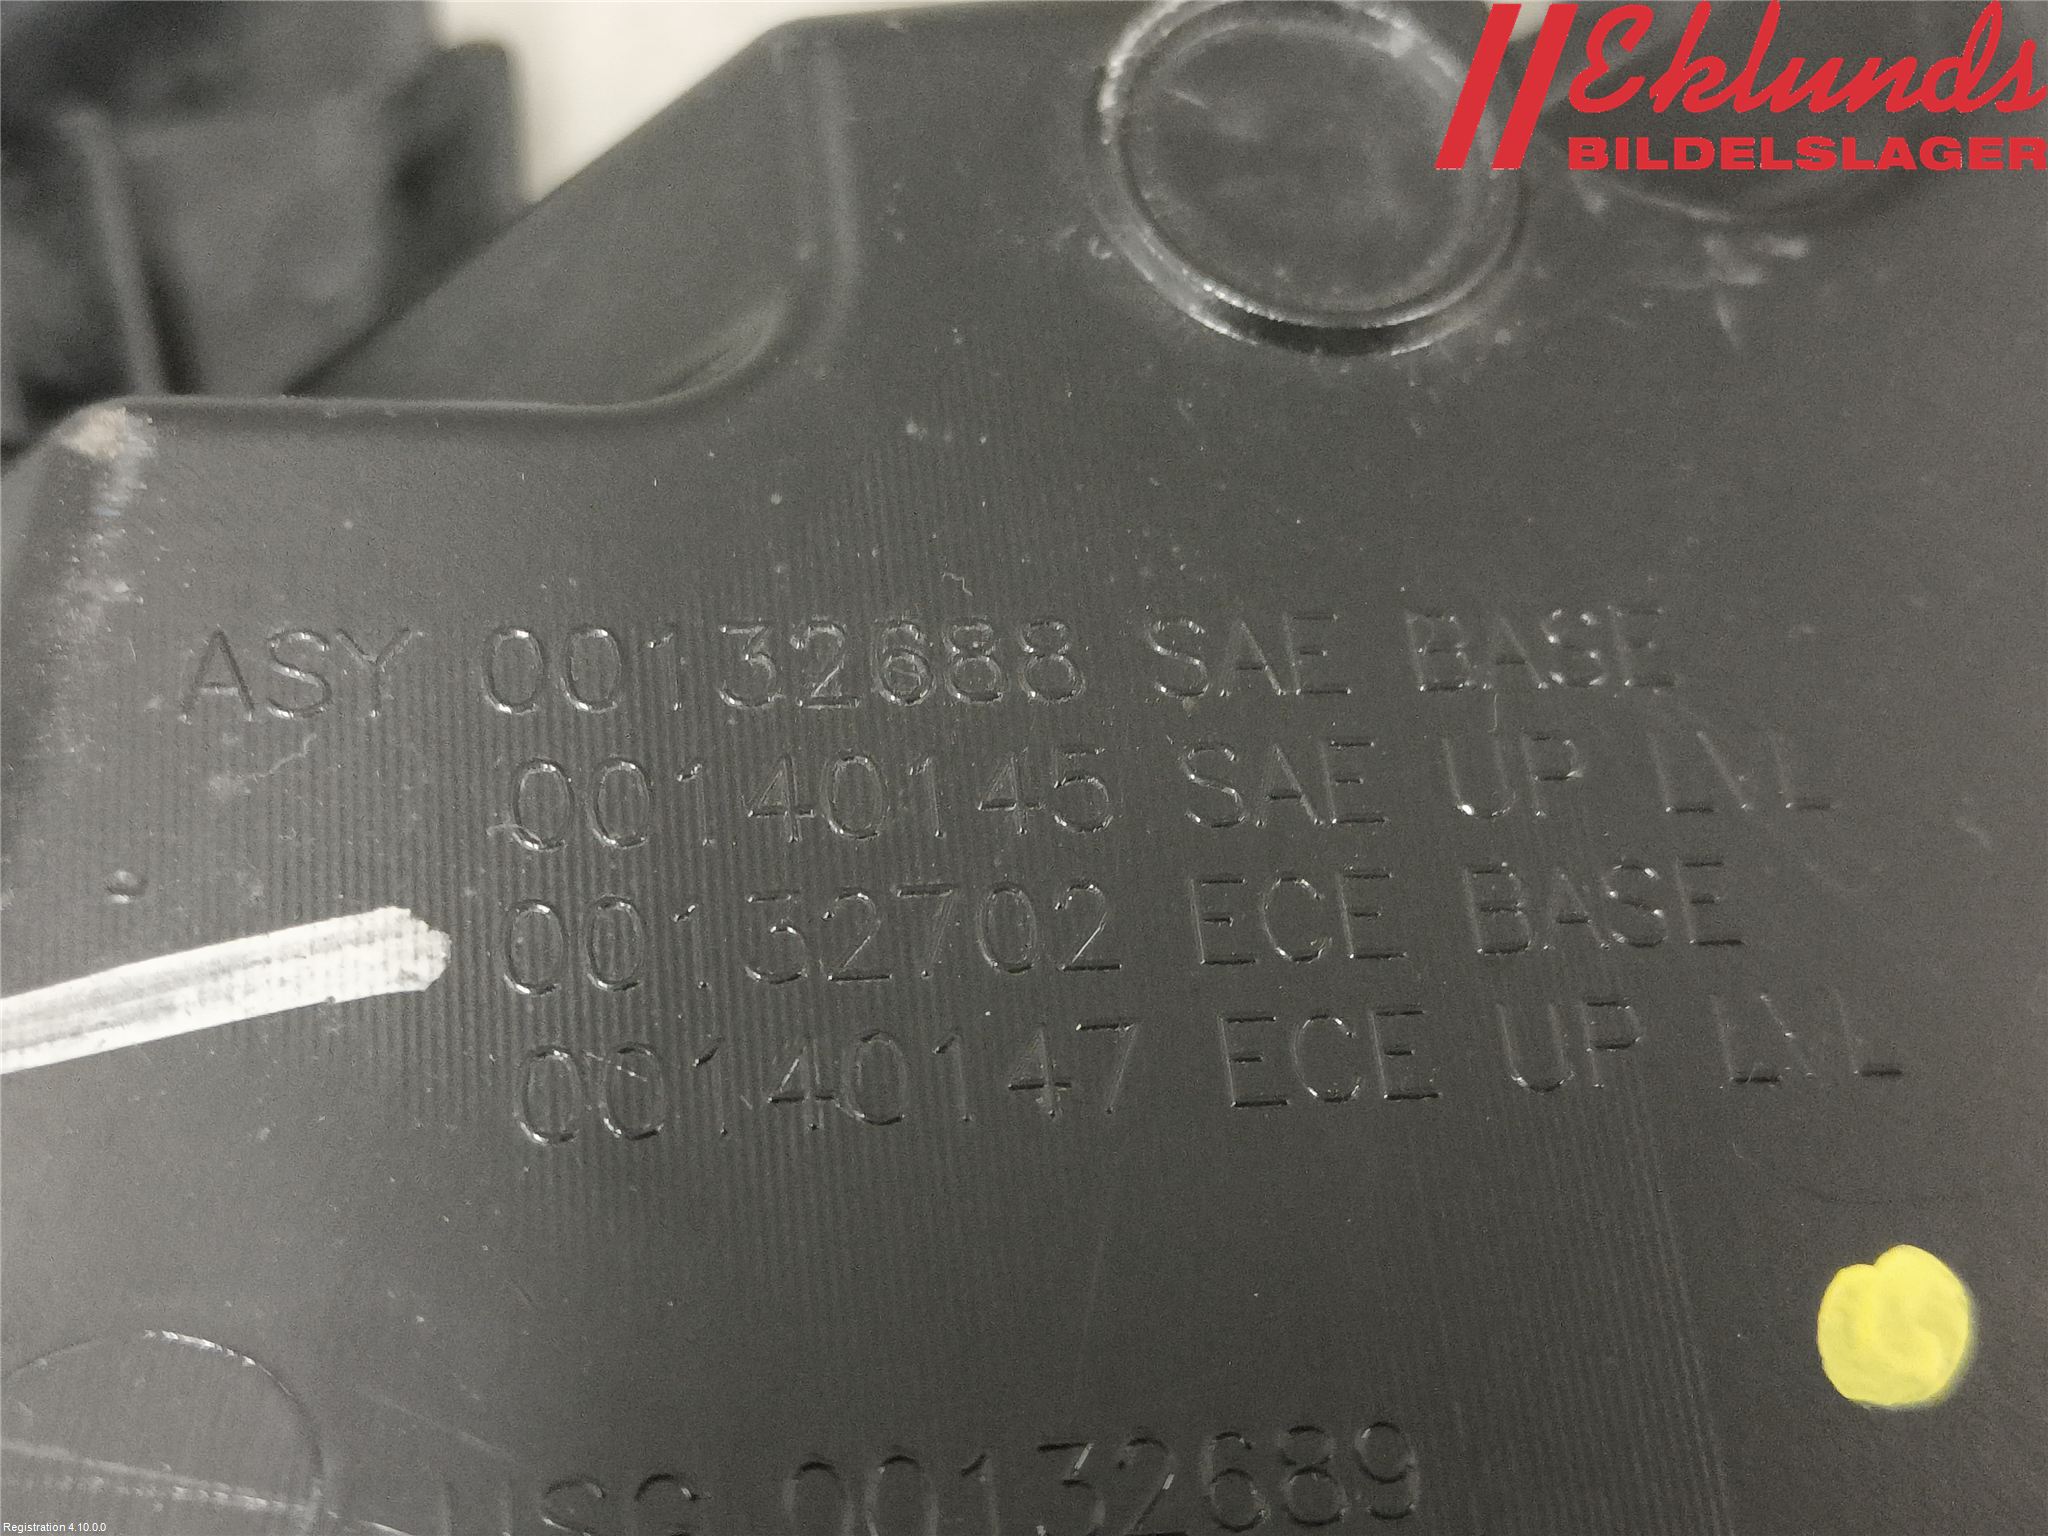 Eklunds
BILDELSLAGER
ASY 00132688 SAE BASE
00140145 SAE UP LVL
00132702 ECE BASE
00140147 ECE UP LVL
HSG 00132689
Registration 4.10.0.0